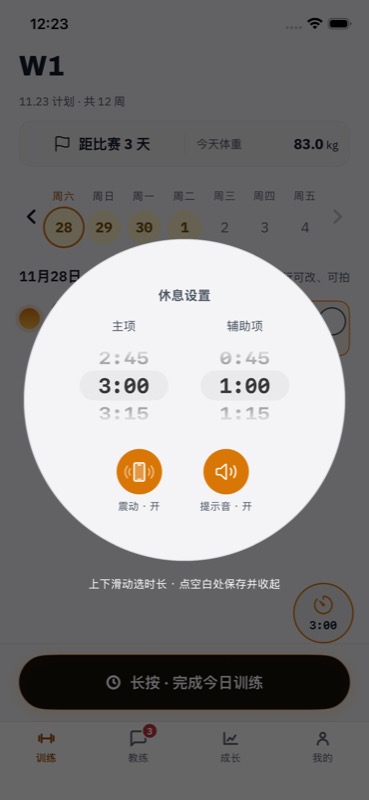 12:23
W1
11.23 计划 · 共 12 周
距比赛 3 天
今天体重
83.0 kg
周六 周日 周一 周二 周三 周四 周五
28 29 30 1 2 3 4
11月28日
可改、可拍
休息设置
主项 辅助项
2:45 0:45
3:00 1:00
3:15 1:15
震动 · 开 提示音 · 开
上下滑动选时长 · 点空白处保存并收起
3:00
长按 · 完成今日训练
3
训练 教练 成长 我的